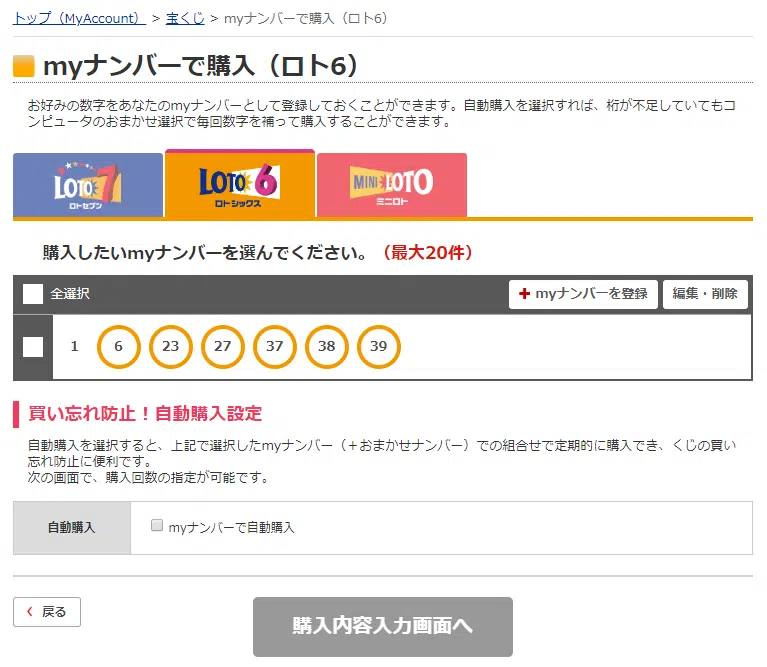 トップ（MyAccount） > 宝くじ > myナンバーで購入（ロト6）
myナンバーで購入（ロト6）
お好みの数字をあなたのmyナンバーとして登録しておくことができます。自動購入を選択すれば、桁が不足していてもコ
ンピュータのおまかせ選択で毎回数字を補って購入することができます。
LOTO 7 LOTO 6 MINI LOTO
ロトセブン ロトシックス ミニロト
購入したいmyナンバーを選んでください。（最大20件）
全選択 + myナンバーを登録 編集・削除
1 6 23 27 37 38 39
買い忘れ防止！自動購入設定
自動購入を選択すると、上記で選択したmyナンバー（＋おまかせナンバー）での組合せで定期的に購入でき、くじの買い
忘れ防止に便利です。
次の画面で、購入回数の指定が可能です。
自動購入 myナンバーで自動購入
戻る 購入内容入力画面へ